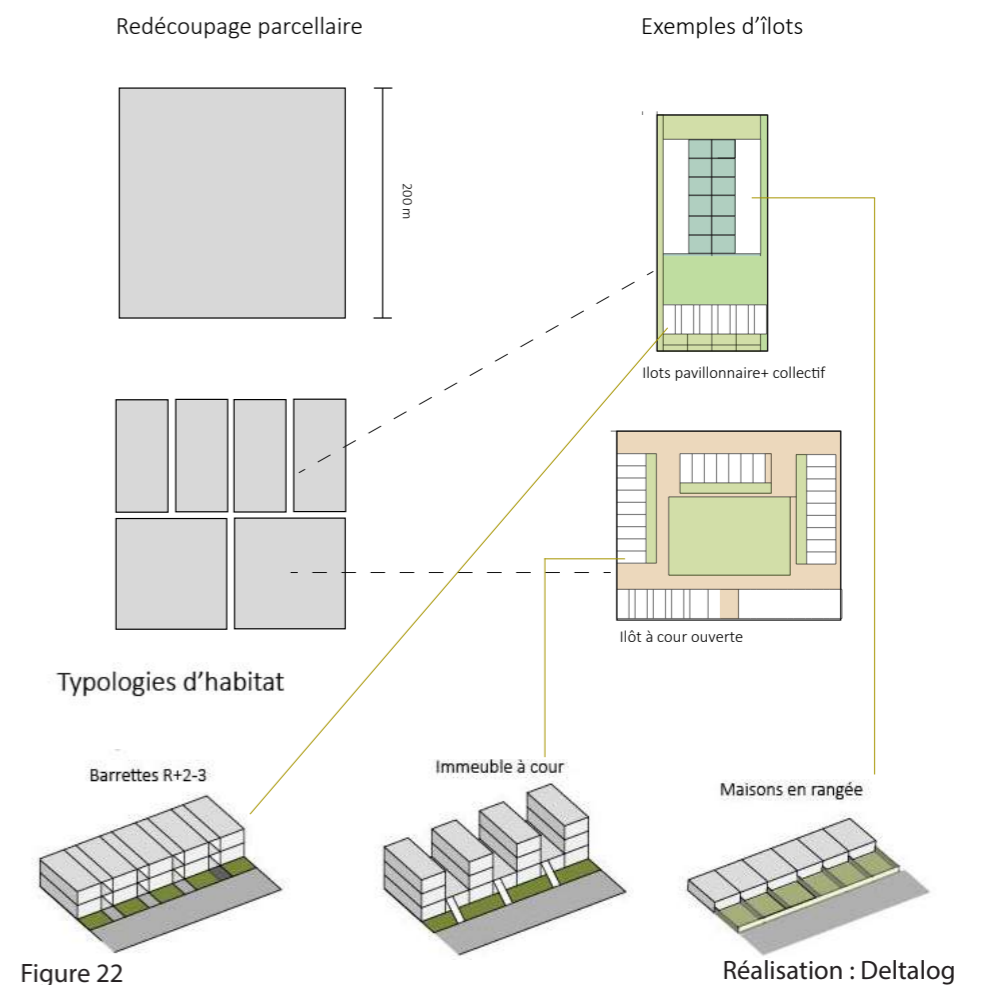 Redécoupage parcellaire
Exemples d'îlots
200 m
Ilots pavillonnaire+ collectif
Ilôt à cour ouverte
Typologies d'habitat
Barrettes R+2-3
Immeuble à cour
Maisons en rangée
Figure 22
Réalisation : Deltalog